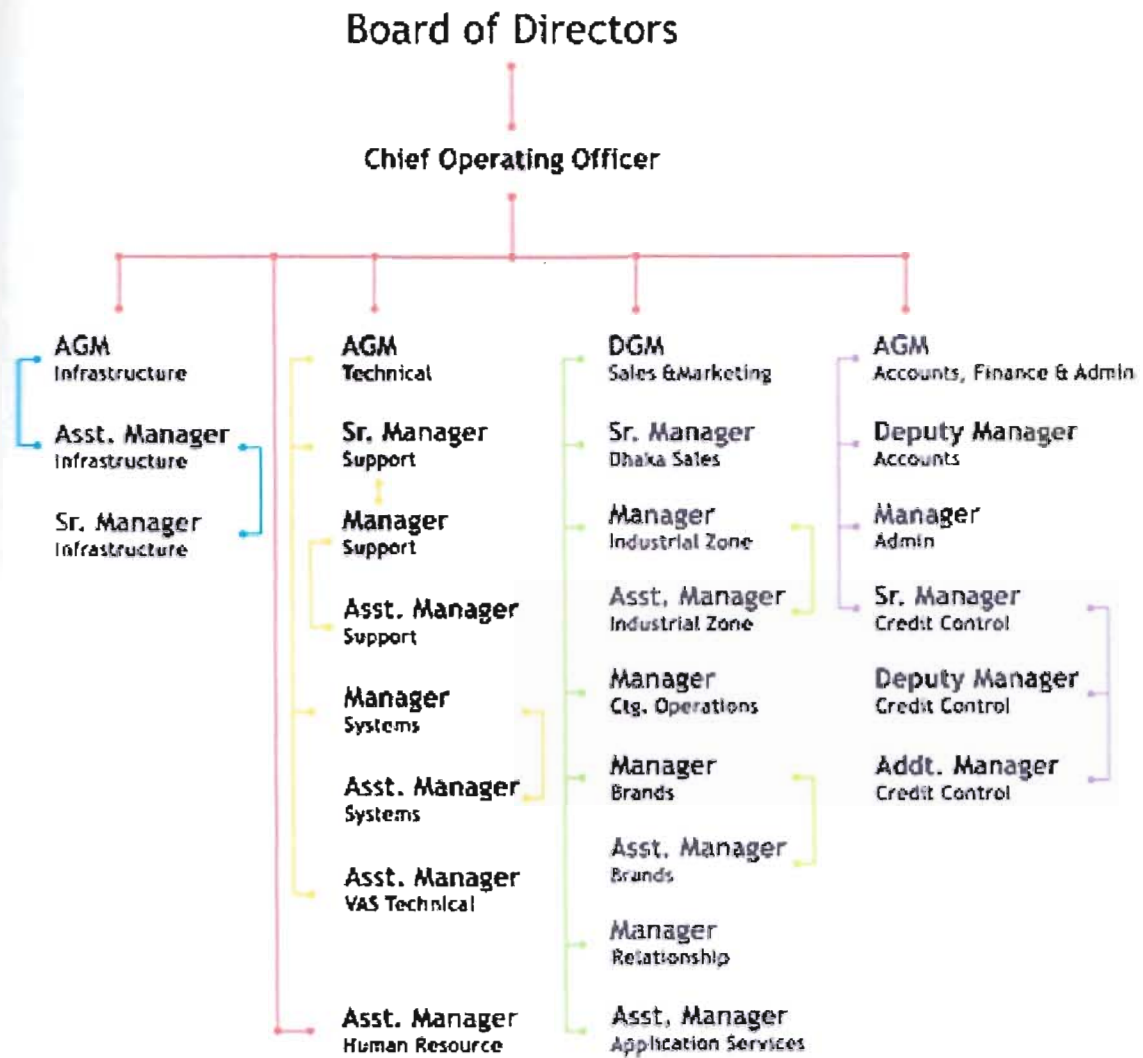 Board of Directors
Chief Operating Officer
AGM
Infrastructure
Asst. Manager
Infrastructure
Sr. Manager
Infrastructure
AGM
Technical
Sr. Manager
Support
Manager
Support
Asst. Manager
Support
Manager
Systems
Asst. Manager
Systems
Asst. Manager
VAS Technical
Asst. Manager
Human Resource
DGM
Sales &Marketing
Sr. Manager
Dhaka Sales
Manager
Industrial Zone
Asst. Manager
Industrial Zone
Manager
Ctg. Operations
Manager
Brands
Asst. Manager
Brands
Manager
Relationship
Asst. Manager
Application Services
AGM
Accounts, Finance & Admin
Deputy Manager
Accounts
Manager
Admin
Sr. Manager
Credit Control
Deputy Manager
Credit Control
Addt. Manager
Credit Control